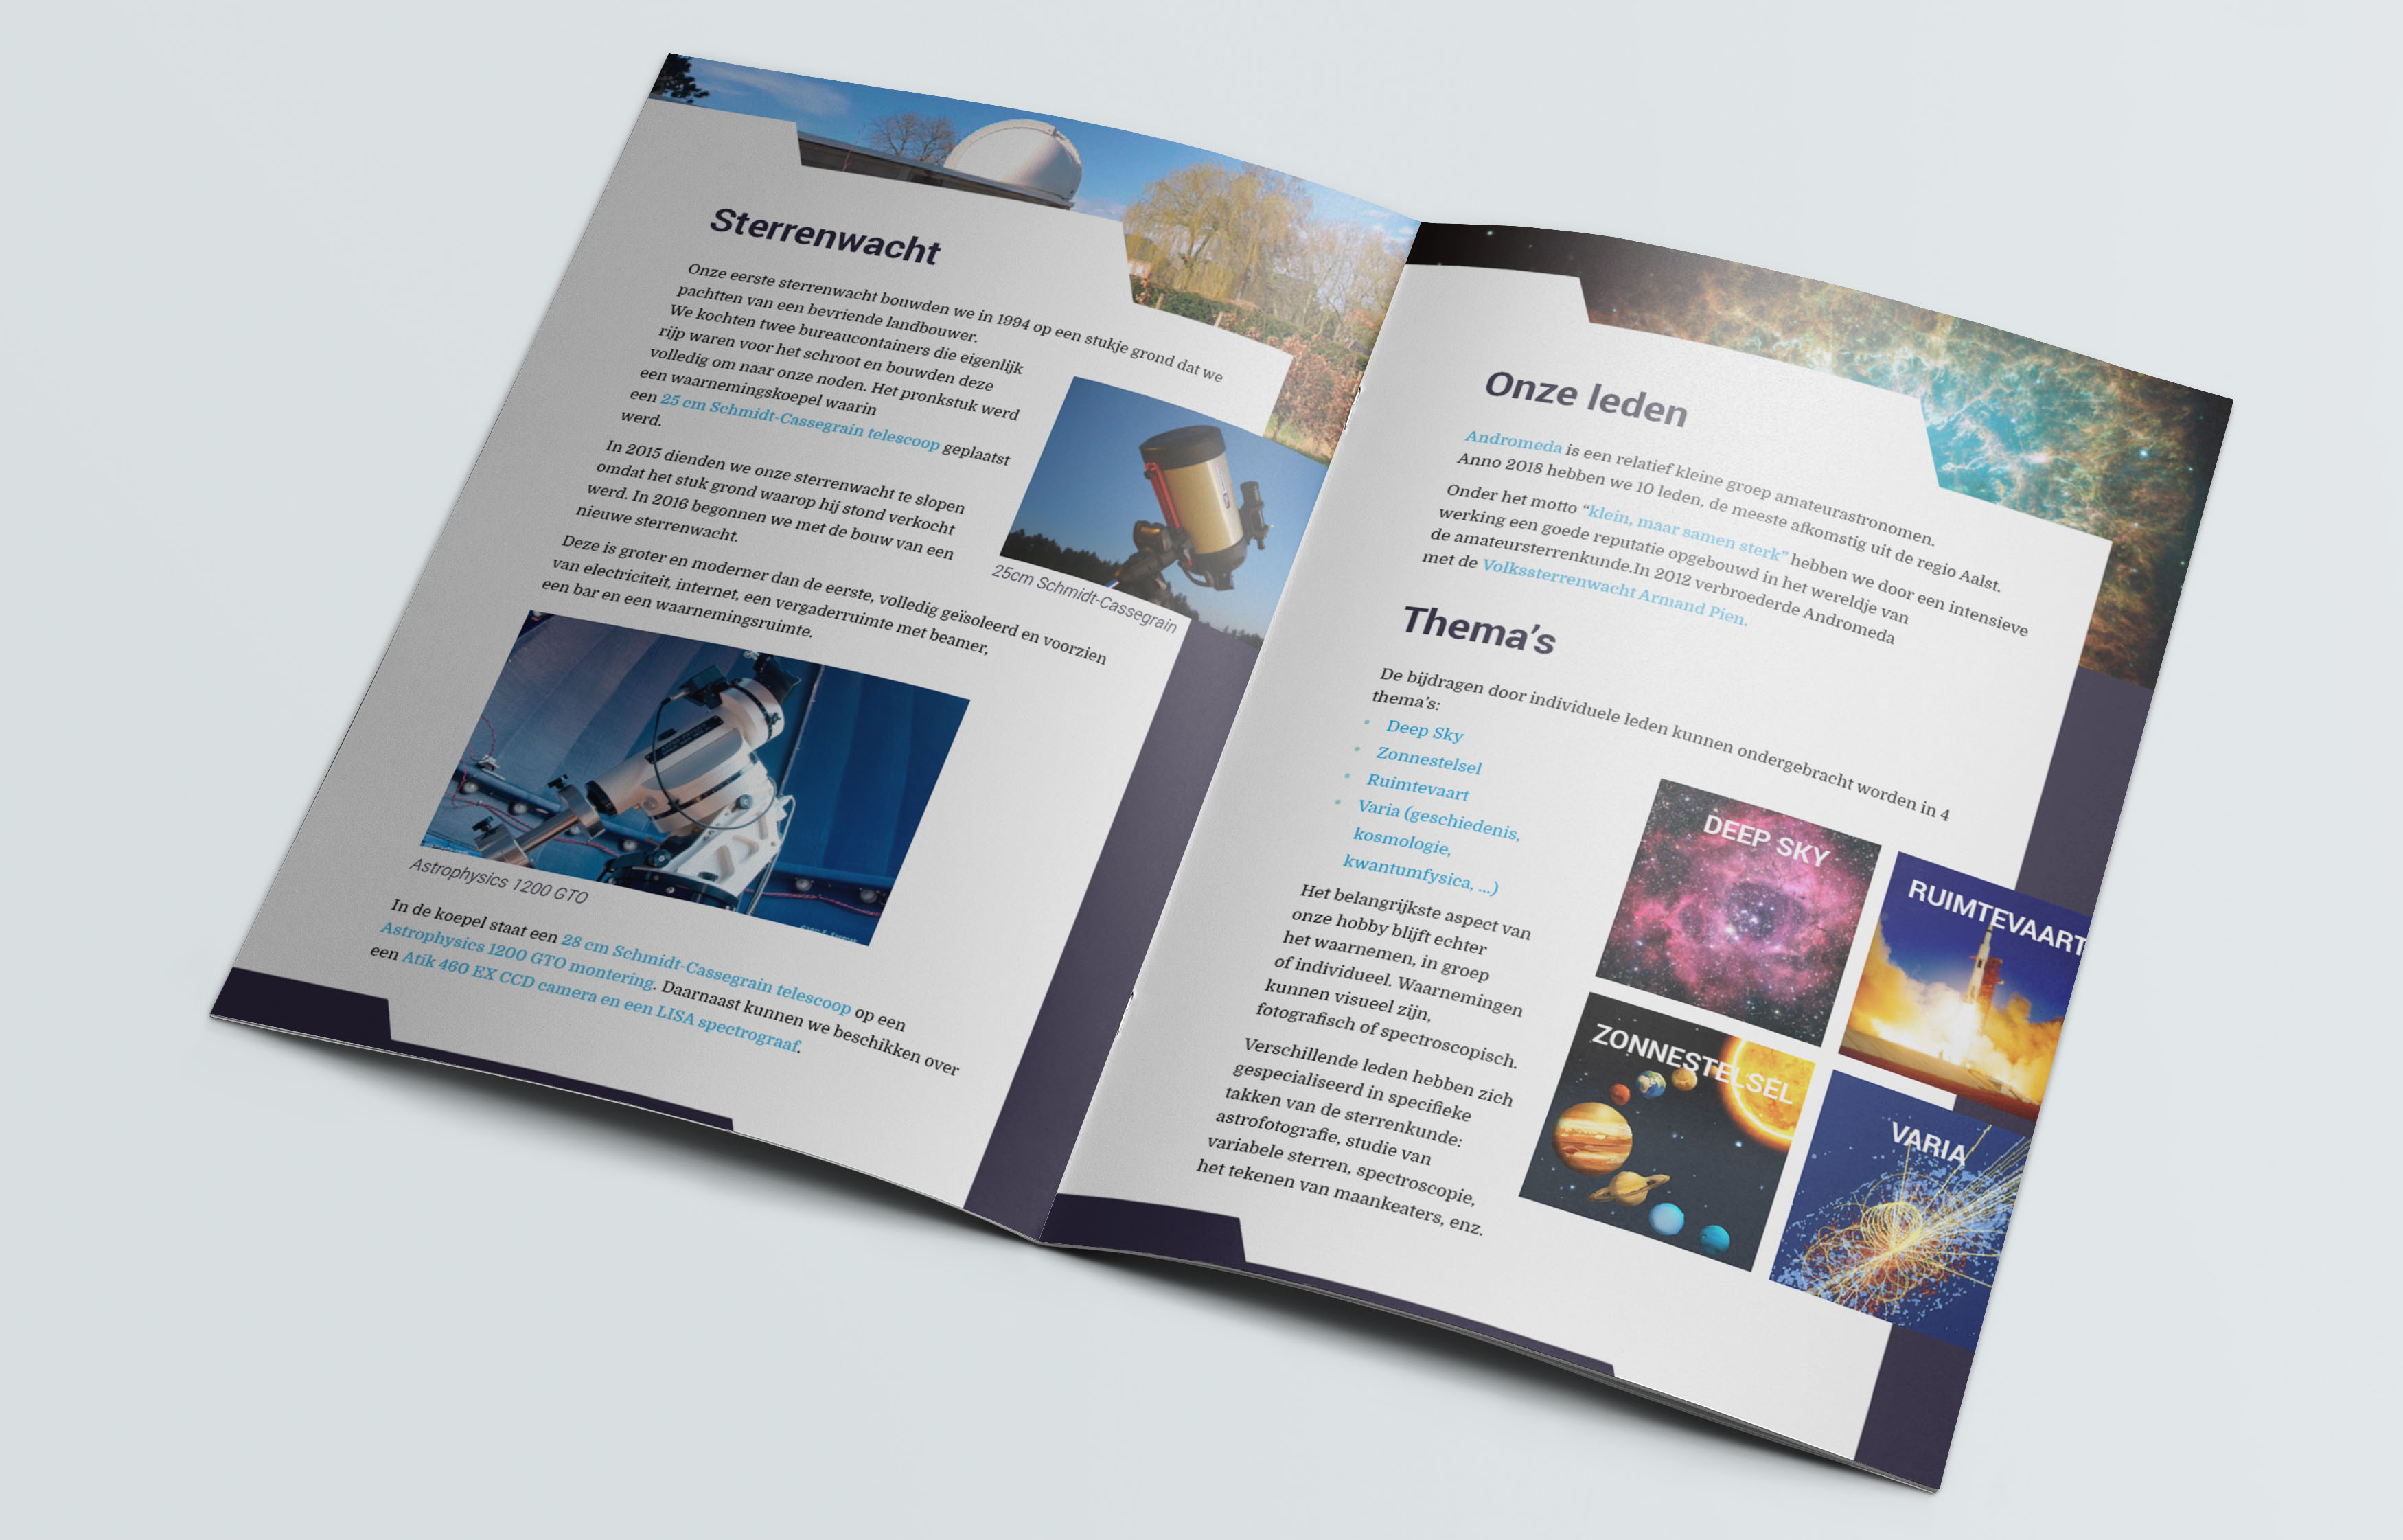 Sterrenwacht
Onze eerste sterrenwacht bouwden we in 1994 op een stukje grond dat we
pachtten van een bevriende landbouwer.
We kochten twee bureaucontainers die eigenlijk
rijp waren voor het schroot en bouwden deze
volledig om naar onze noden. Het pronkstuk werd
een waarnemingskoepel waarin
een 25 cm Schmidt-Cassegrain telescoop geplaatst
werd.
In 2015 dienden we onze sterrenwacht te slopen
omdat het stuk grond waarop hij stond verkocht
werd. In 2016 begonnen we met de bouw van een
nieuwe sterrenwacht.
25cm Schmidt-Cassegrain
Deze is groter en moderner dan de eerste, volledig geïsoleerd en voorzien
van electriciteit, internet, een vergaderruimte met beamer,
een bar en een waarnemingsruimte.
Astrophysics 1200 GTO
In de koepel staat een 28 cm Schmidt-Cassegrain telescoop op een
Astrophysics 1200 GTO montering. Daarnaast kunnen we beschikken over
een Atik 460 EX CCD camera en een LISA spectrograaf.
Onze leden
Andromeda is een relatief kleine groep amateurastronomen.
Anno 2018 hebben we 10 leden, de meeste afkomstig uit de regio Aalst.
Onder het motto “klein, maar samen sterk” hebben we door een intensieve
werking een goede reputatie opgebouwd in het wereldje van
de amateursterrenkunde.In 2012 verbroederde Andromeda
met de Volkssterrenwacht Armand Pien.
Thema's
De bijdragen door individuele leden kunnen ondergebracht worden in 4
thema's:
• Deep Sky
• Zonnestelsel
• Ruimtevaart
• Varia (geschiedenis,
kosmologie,
kwantumfysica, ...)
Het belangrijkste aspect van
onze hobby blijft echter
het waarnemen, in groep
of individueel. Waarnemingen
kunnen visueel zijn,
fotografisch of spectroscopisch.
Verschillende leden hebben zich
gespecialiseerd in specifieke
takken van de sterrenkunde:
astrofotografie, studie van
variabele sterren, spectroscopie,
het tekenen van maankeaters, enz.
DEEP SKY
RUIMTEVAART
ZONNESTELSEL
VARIA